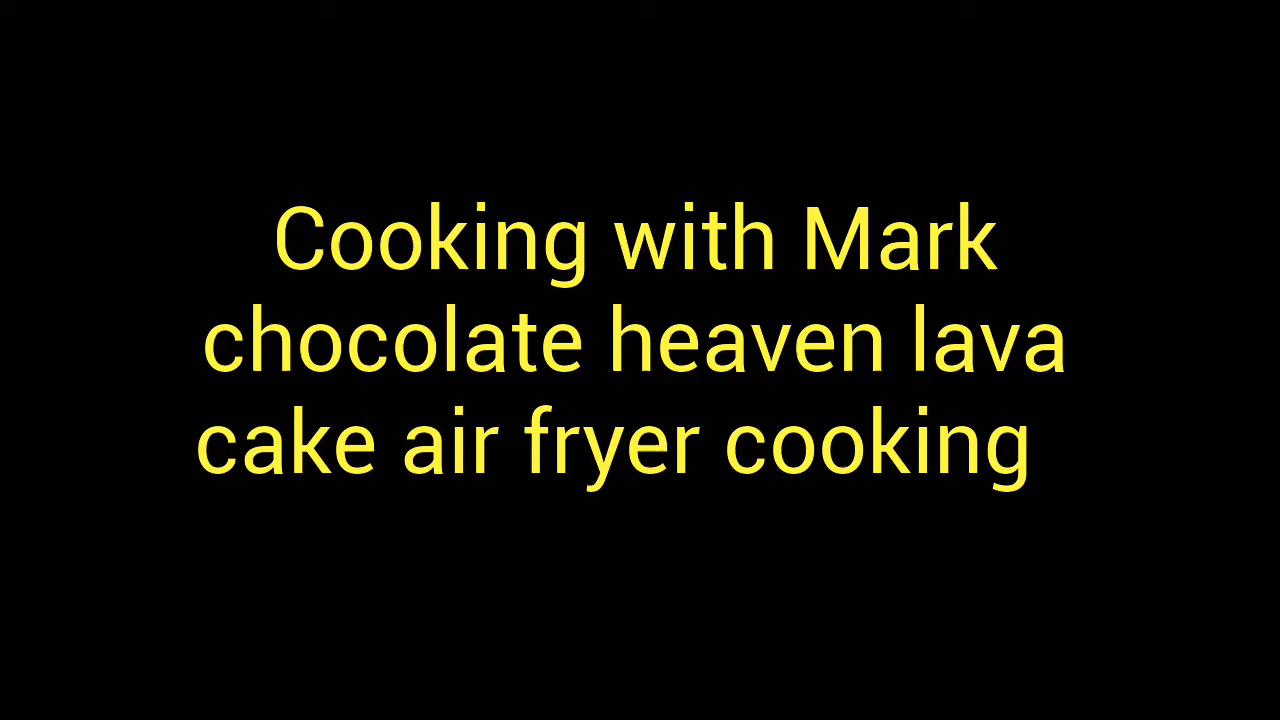 Cooking with Mark
chocolate heaven lava
cake air fryer cooking